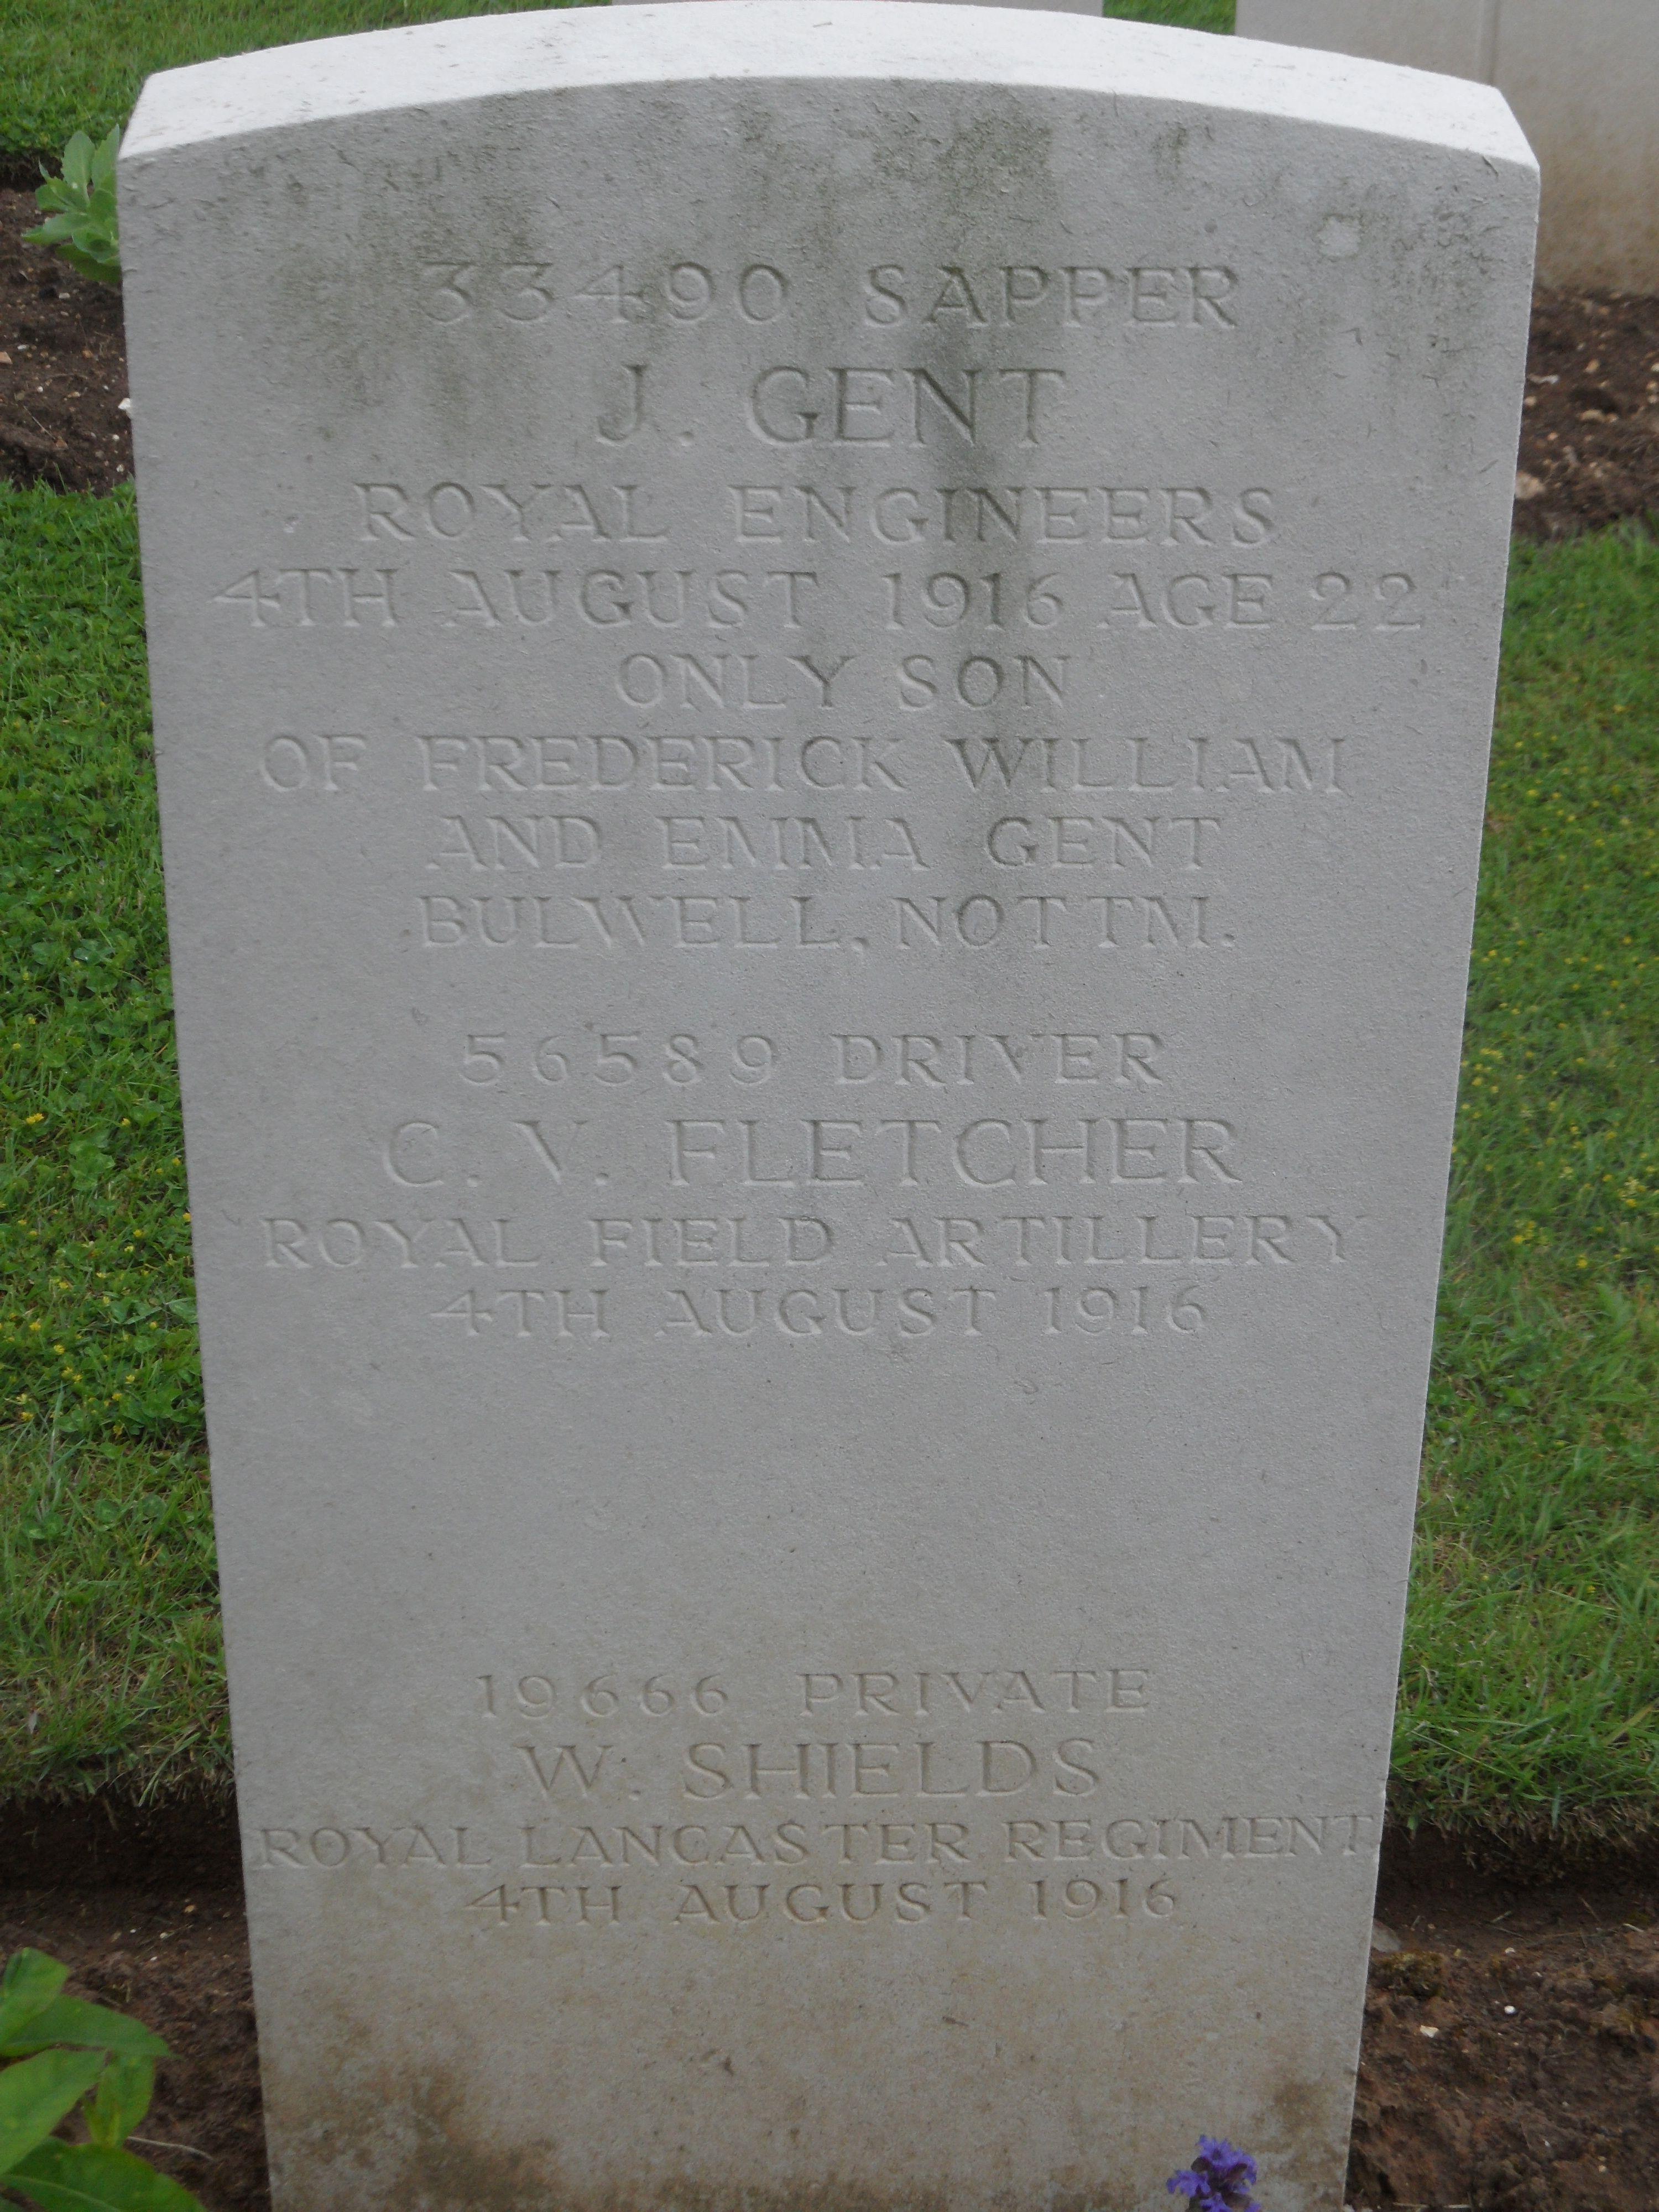 33490 SAPPER
J. GENT
ROYAL ENGINEERS
4TH AUGUST 1916 AGE 22
ONLY SON
OF FREDERICK WILLIAM
AND EMMA GENT
BULWELL, NOTTM.
56589 DRIVER
C. V. FLETCHER
ROYAL FIELD ARTILLERY
4TH AUGUST 1916
19666 PRIVATE
W. SHIELDS
ROYAL LANCASTER REGIMENT
4TH AUGUST 1916